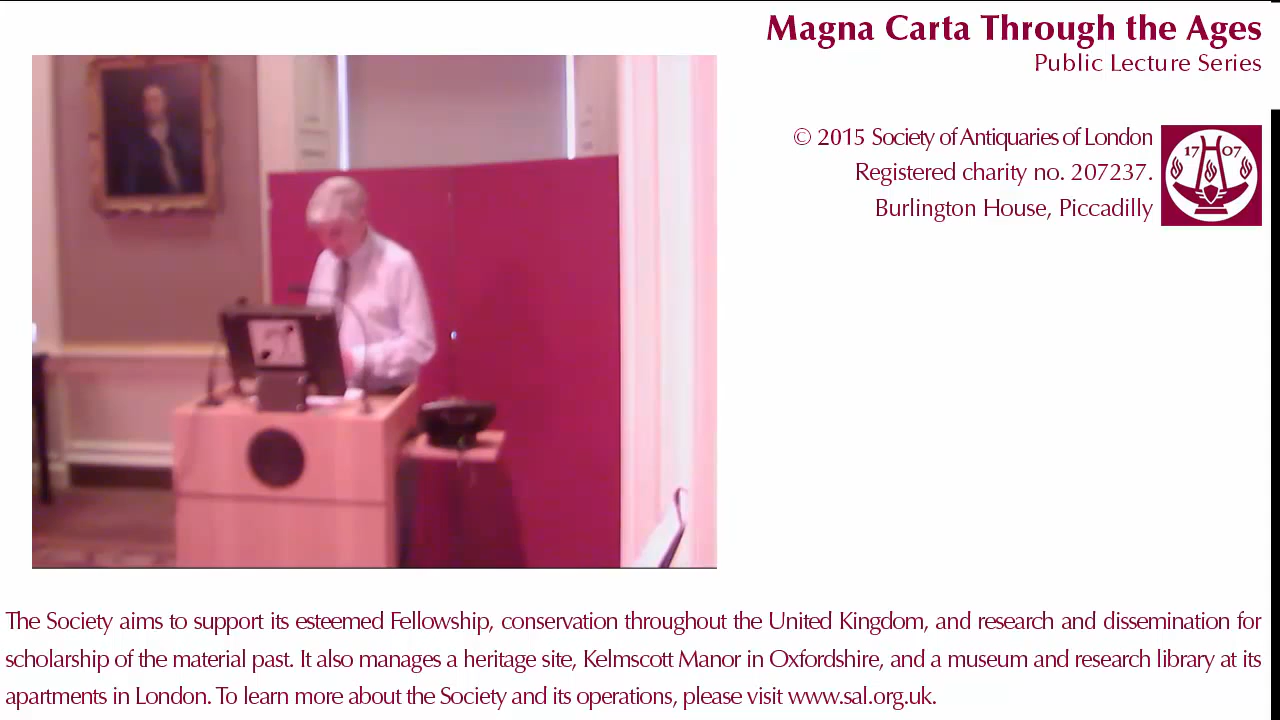 Magna Carta Through the Ages
Public Lecture Series
© 2015 Society of Antiquaries of London
Registered charity no. 207237.
Burlington House, Piccadilly
17 07
The Society aims to support its esteemed Fellowship, conservation throughout the United Kingdom, and research and dissemination for
scholarship of the material past. It also manages a heritage site, Kelmscott Manor in Oxfordshire, and a museum and research library at its
apartments in London. To learn more about the Society and its operations, please visit www.sal.org.uk.